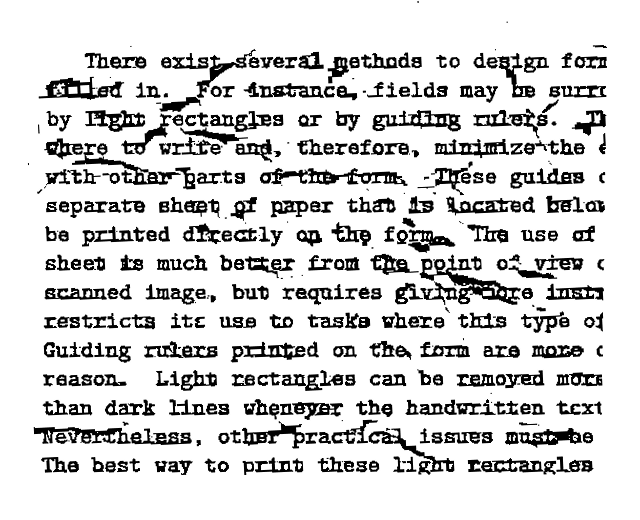 There exist several methods to design form
filled in. For instance, fields may be surro
by light rectangles or by guiding rulers. Th
where to write and, therefore, minimize the e
with other parts of the form. These guides c
separate sheet of paper that is located below
be printed directly on the form. The use of
sheet is much better from the point of view o
scanned image, but requires giving more instr
restricts its use to tasks where this type of
Guiding rulers printed on the form are more c
reason. Light rectangles can be removed more
than dark lines whenever the handwritten text
Nevertheless, other practical issues must be
The best way to print these light rectangles